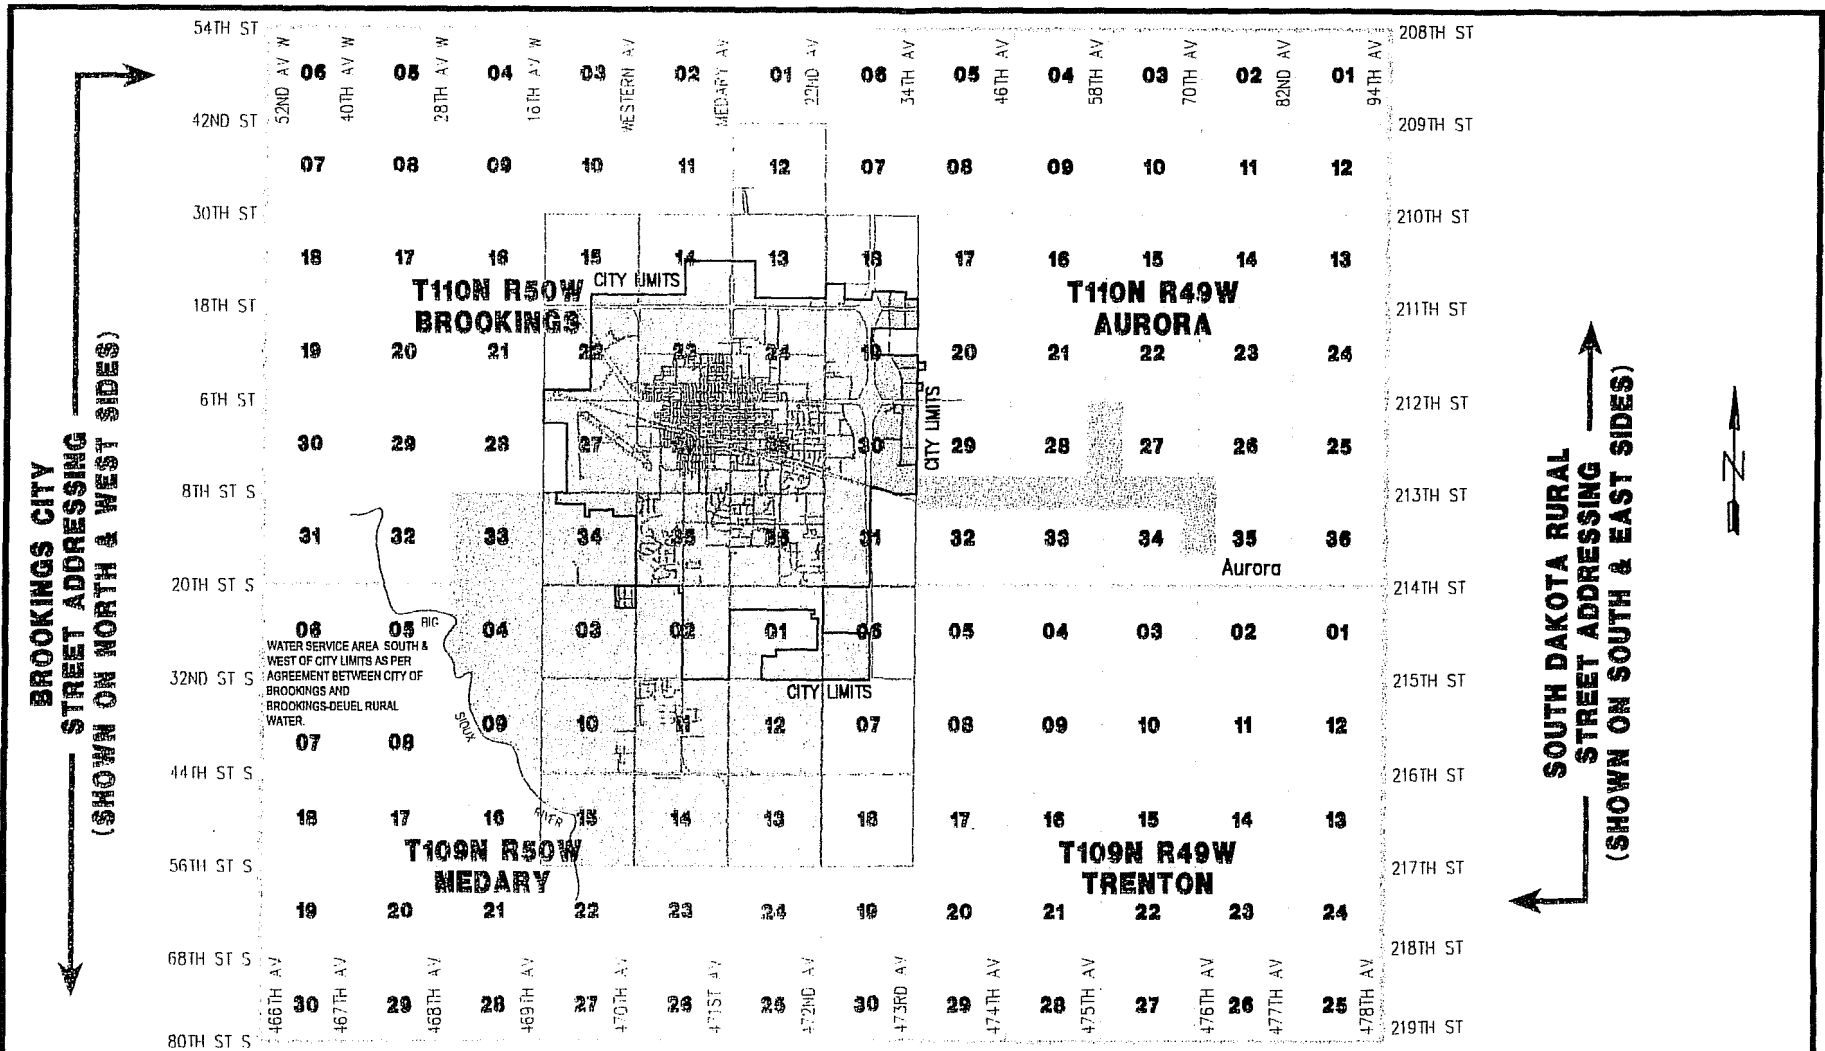 54TH ST
52ND AV W
06
40TH AV W
05
28TH AV W
04
16TH AV W
03
WESTERN AV
02
MEDARY AV
01
22ND AV
06
34TH AV
05
46TH AV
04
58TH AV
03
70TH AV
02
82ND AV
01
94TH AV
208TH ST
42ND ST
209TH ST
07 08 09 10 11 12 07 08 09 10 11 12
30TH ST
210TH ST
18 17 16 15 14 13 18 17 16 15 14 13
T110N R50W
BROOKINGS
CITY LIMITS
T110N R49W
AURORA
18TH ST
211TH ST
19 20 21 22 23 24 19 20 21 22 23 24
6TH ST
CITY LIMITS
212TH ST
30 29 28 27 25 30 29 28 27 26 25
8TH ST S
213TH ST
31 32 33 34 35 36 31 32 33 34 35 36
Aurora
20TH ST S
214TH ST
06 05 BIG 04 03 02 01 06 05 04 03 02 01
WATER SERVICE AREA SOUTH &
WEST OF CITY LIMITS AS PER
AGREEMENT BETWEEN CITY OF
BROOKINGS AND
BROOKINGS-DEUEL RURAL
WATER.
32ND ST S
CITY LIMITS
215TH ST
SIOUX
07 08 09 10 11 12 07 08 09 10 11 12
44TH ST S
216TH ST
18 17 16 RIVER 15 14 13 18 17 16 15 14 13
T109N R50W
MEDARY
T109N R49W
TRENTON
56TH ST S
217TH ST
19 20 21 22 23 24 19 20 21 22 23 24
68TH ST S
218TH ST
466TH AV
30
467TH AV
29
468TH AV
28
469TH AV
27
470TH AV
26
471ST AV
25
472ND AV
30
473RD AV
29
474TH AV
28
475TH AV
27
476TH AV
26
477TH AV
25
478TH AV
80TH ST S
219TH ST
BROOKINGS CITY
STREET ADDRESSING
(SHOWN ON NORTH & WEST SIDES)
SOUTH DAKOTA RURAL
STREET ADDRESSING
(SHOWN ON SOUTH & EAST SIDES)
N